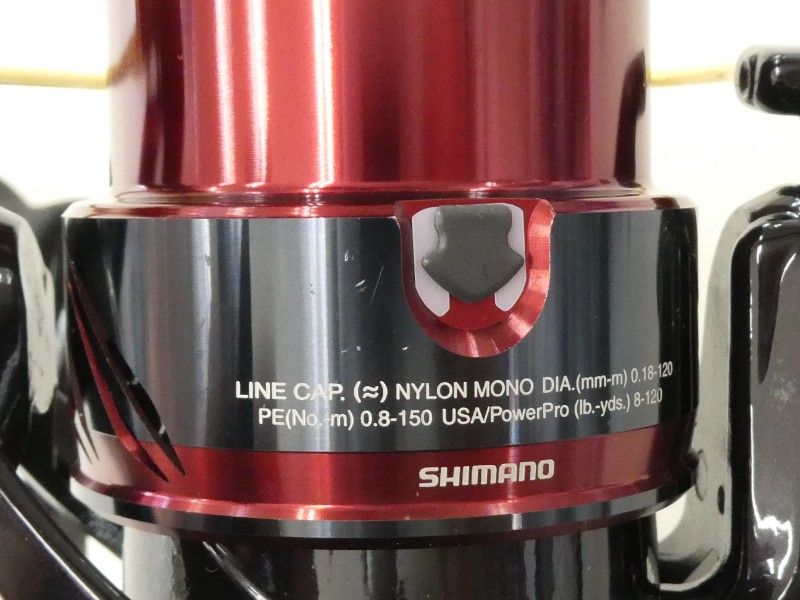 LINE CAP. (≈) NYLON MONO DIA.(mm-m) 0.18-120
PE(No.-m) 0.8-150 USA/PowerPro (lb.-yds.) 8-120
SHIMANO